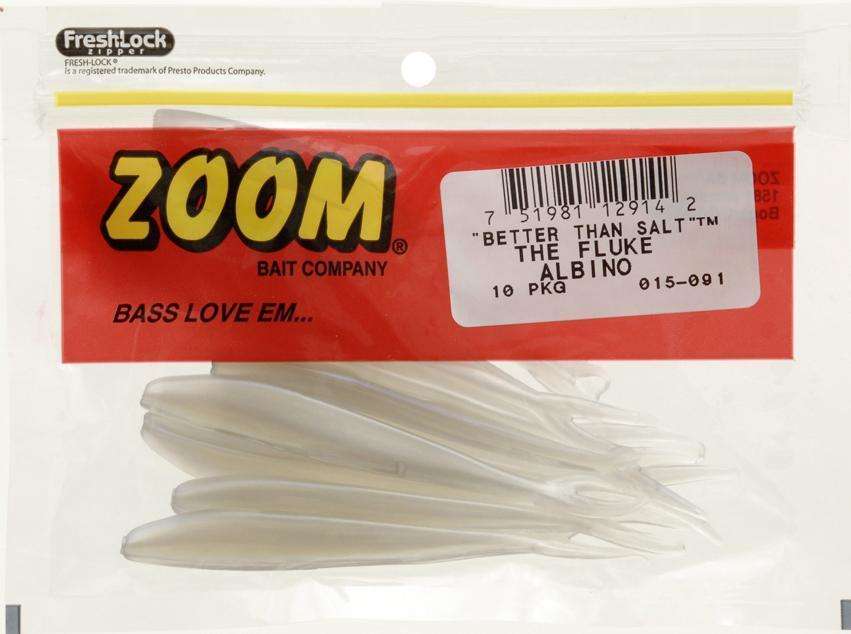 FreshLock
zipper
FRESH-LOCK®
is a registered trademark of Presto Products Company.
ZOOM®
BAIT COMPANY
BASS LOVE EM...
7 51981 12914 2
"BETTER THAN SALT"™
THE FLUKE
ALBINO
10 PKG 015-091